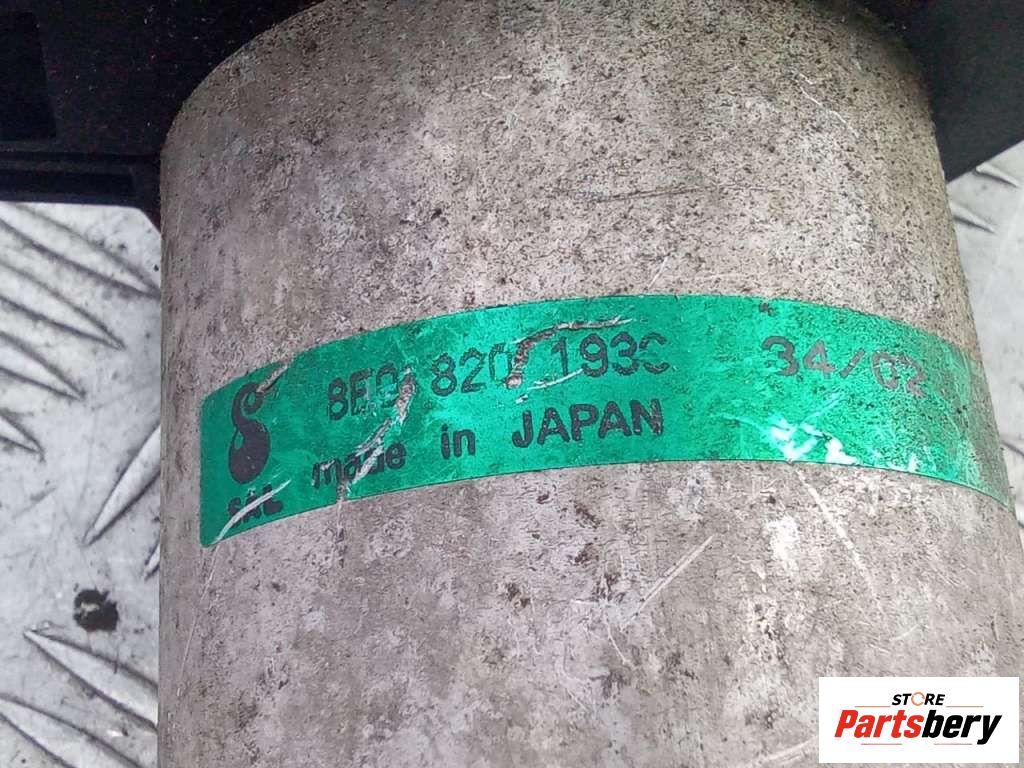 8E0 820 193C 34/02
made in JAPAN
STORE
Partsbery